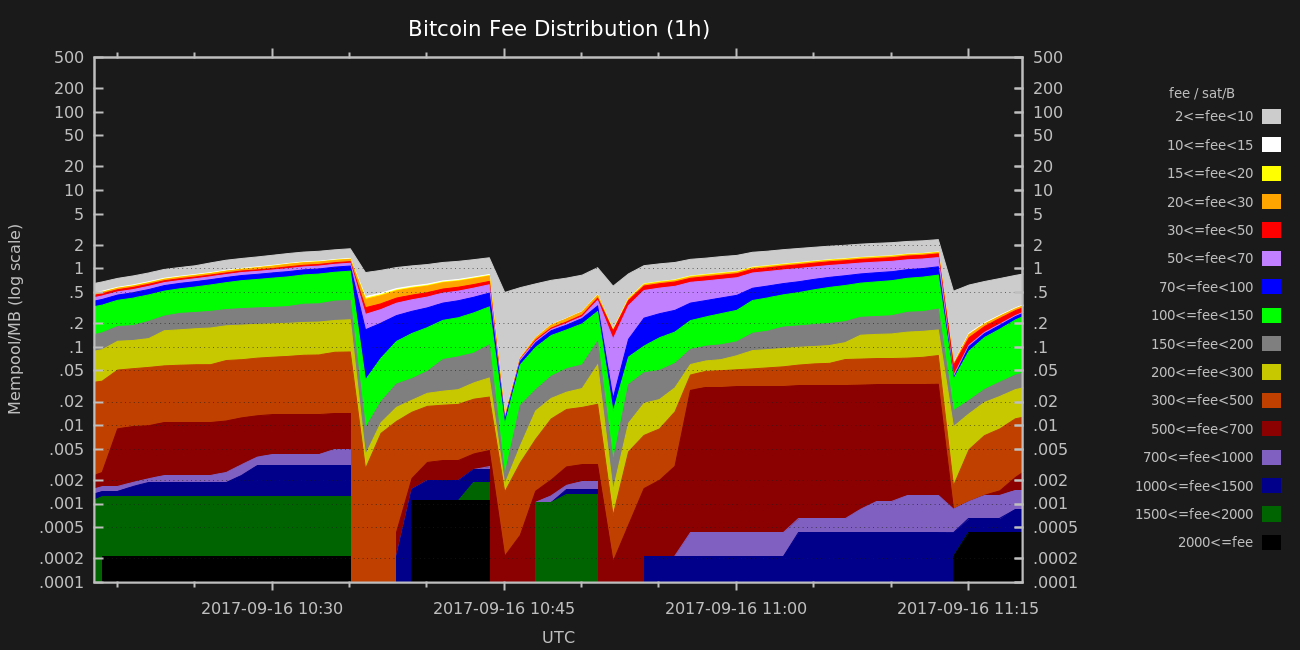 Bitcoin Fee Distribution (1h)
Mempool/MB (log scale)
500
200
100
50
20
10
5
2
1
.5
.2
.1
.05
.02
.01
.005
.002
.001
.0005
.0002
.0001
500
200
100
50
20
10
5
2
1
.5
.2
.1
.05
.02
.01
.005
.002
.001
.0005
.0002
.0001
2017-09-16 10:30
2017-09-16 10:45
2017-09-16 11:00
2017-09-16 11:15
UTC
fee / sat/B
2<=fee<10
10<=fee<15
15<=fee<20
20<=fee<30
30<=fee<50
50<=fee<70
70<=fee<100
100<=fee<150
150<=fee<200
200<=fee<300
300<=fee<500
500<=fee<700
700<=fee<1000
1000<=fee<1500
1500<=fee<2000
2000<=fee